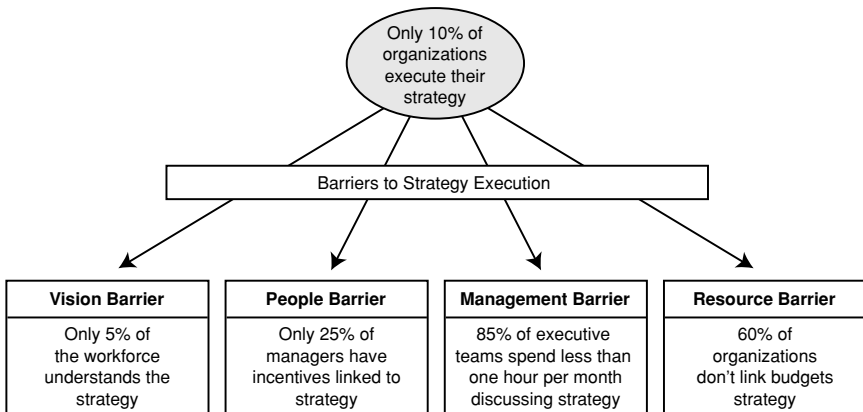 Only 10% of
organizations
execute their
strategy
Barriers to Strategy Execution
Vision Barrier
Only 5% of
the workforce
understands the
strategy
People Barrier
Only 25% of
managers have
incentives linked to
strategy
Management Barrier
85% of executive
teams spend less than
one hour per month
discussing strategy
Resource Barrier
60% of
organizations
don't link budgets
strategy